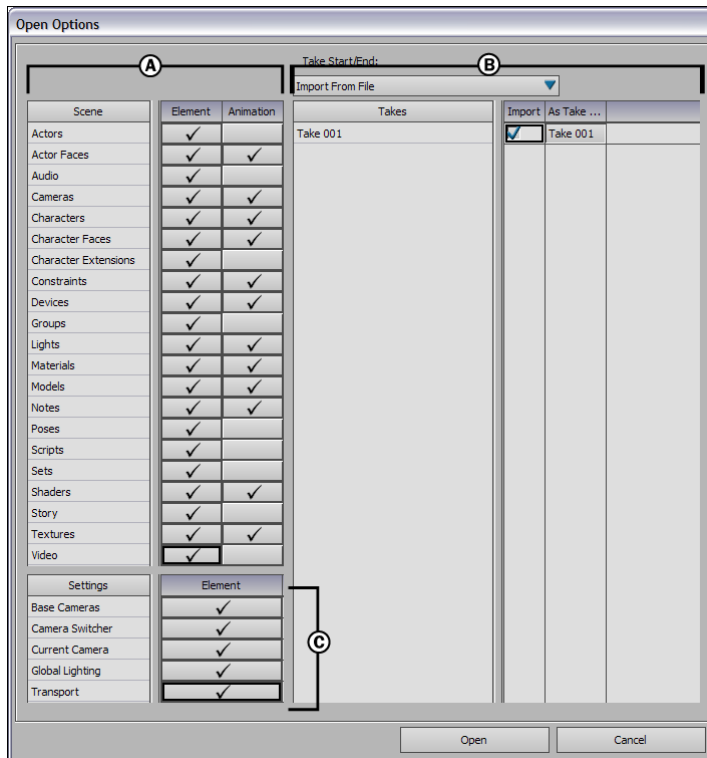 Open Options
A
Take Start/End:
B
Import From File
Scene Element Animation Takes Import As Take ...
Actors Take 001 Take 001
Actor Faces
Audio
Cameras
Characters
Character Faces
Character Extensions
Constraints
Devices
Groups
Lights
Materials
Models
Notes
Poses
Scripts
Sets
Shaders
Story
Textures
Video
Settings Element
Base Cameras
Camera Switcher
Current Camera
C
Global Lighting
Transport
Open Cancel